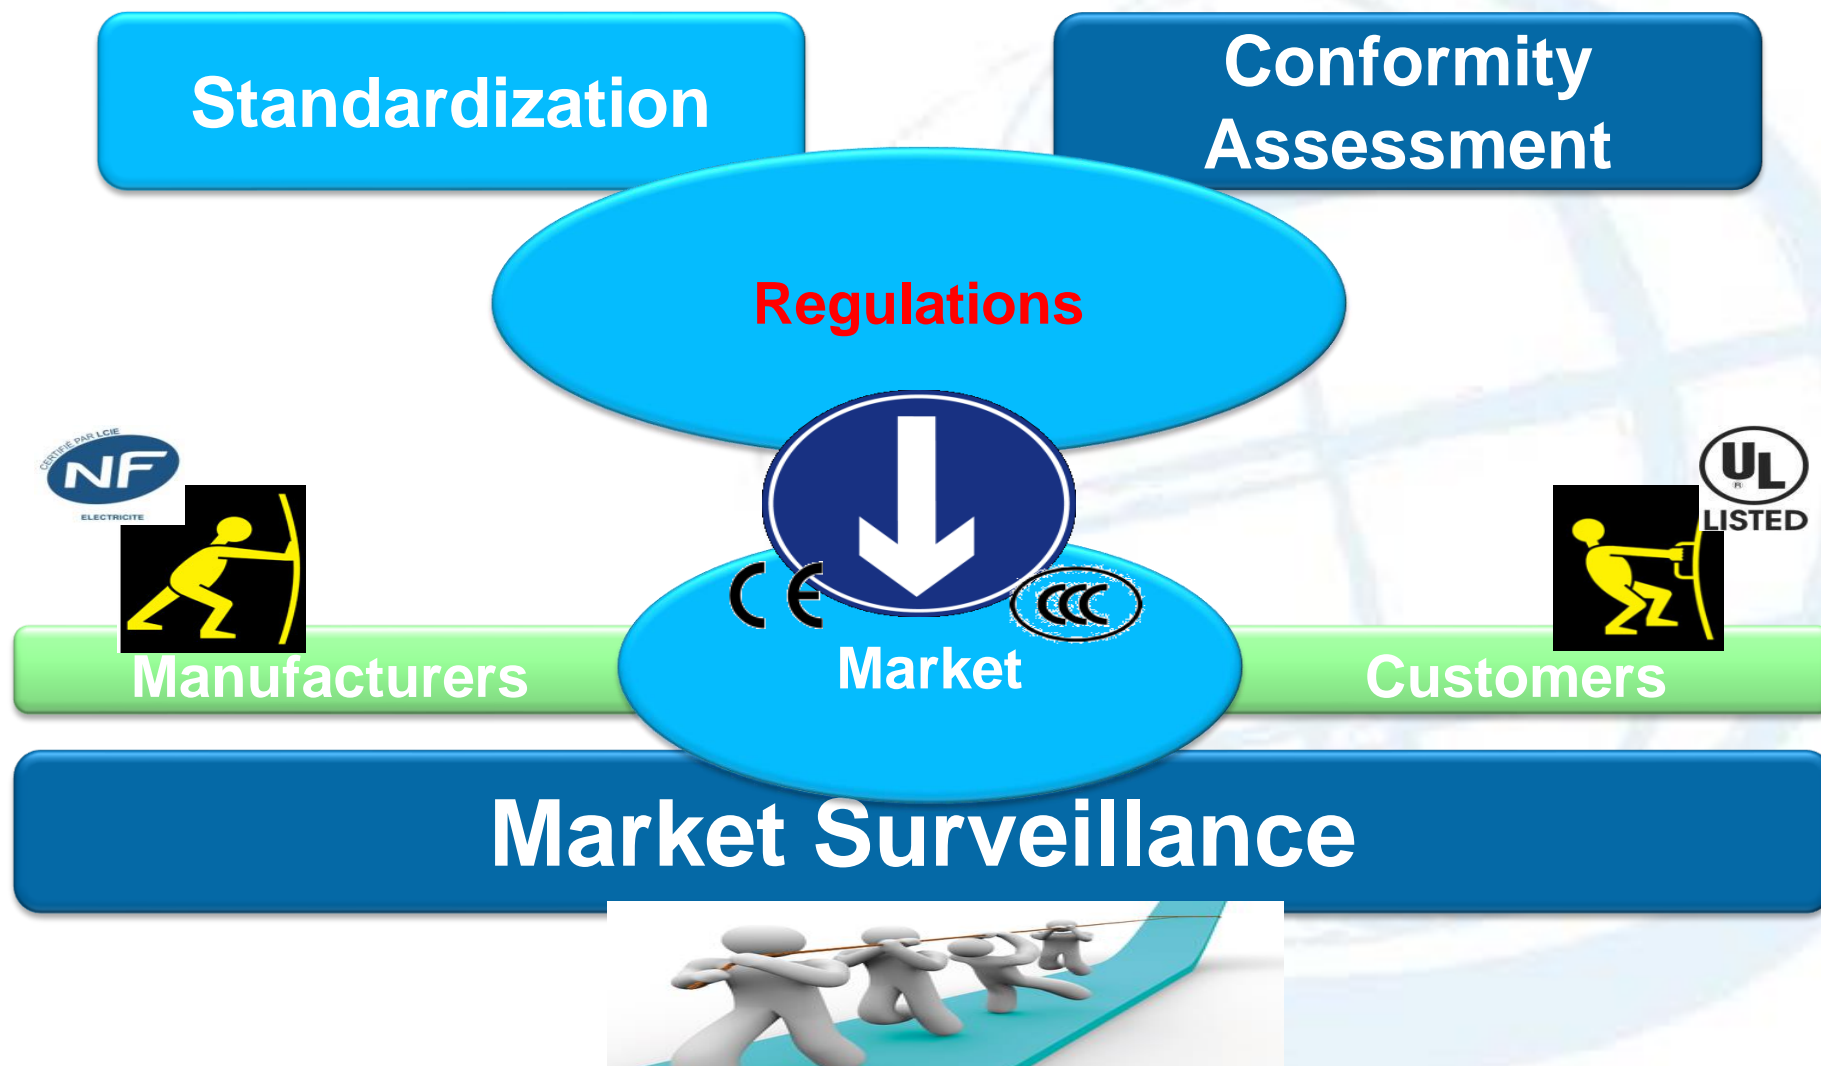 Standardization
Conformity
Assessment
Regulations
CERTIFIÉ PAR LCIE
NF
ELECTRICITE
UL
®
LISTED
CE
CCC
Market
Manufacturers
Customers
Market Surveillance